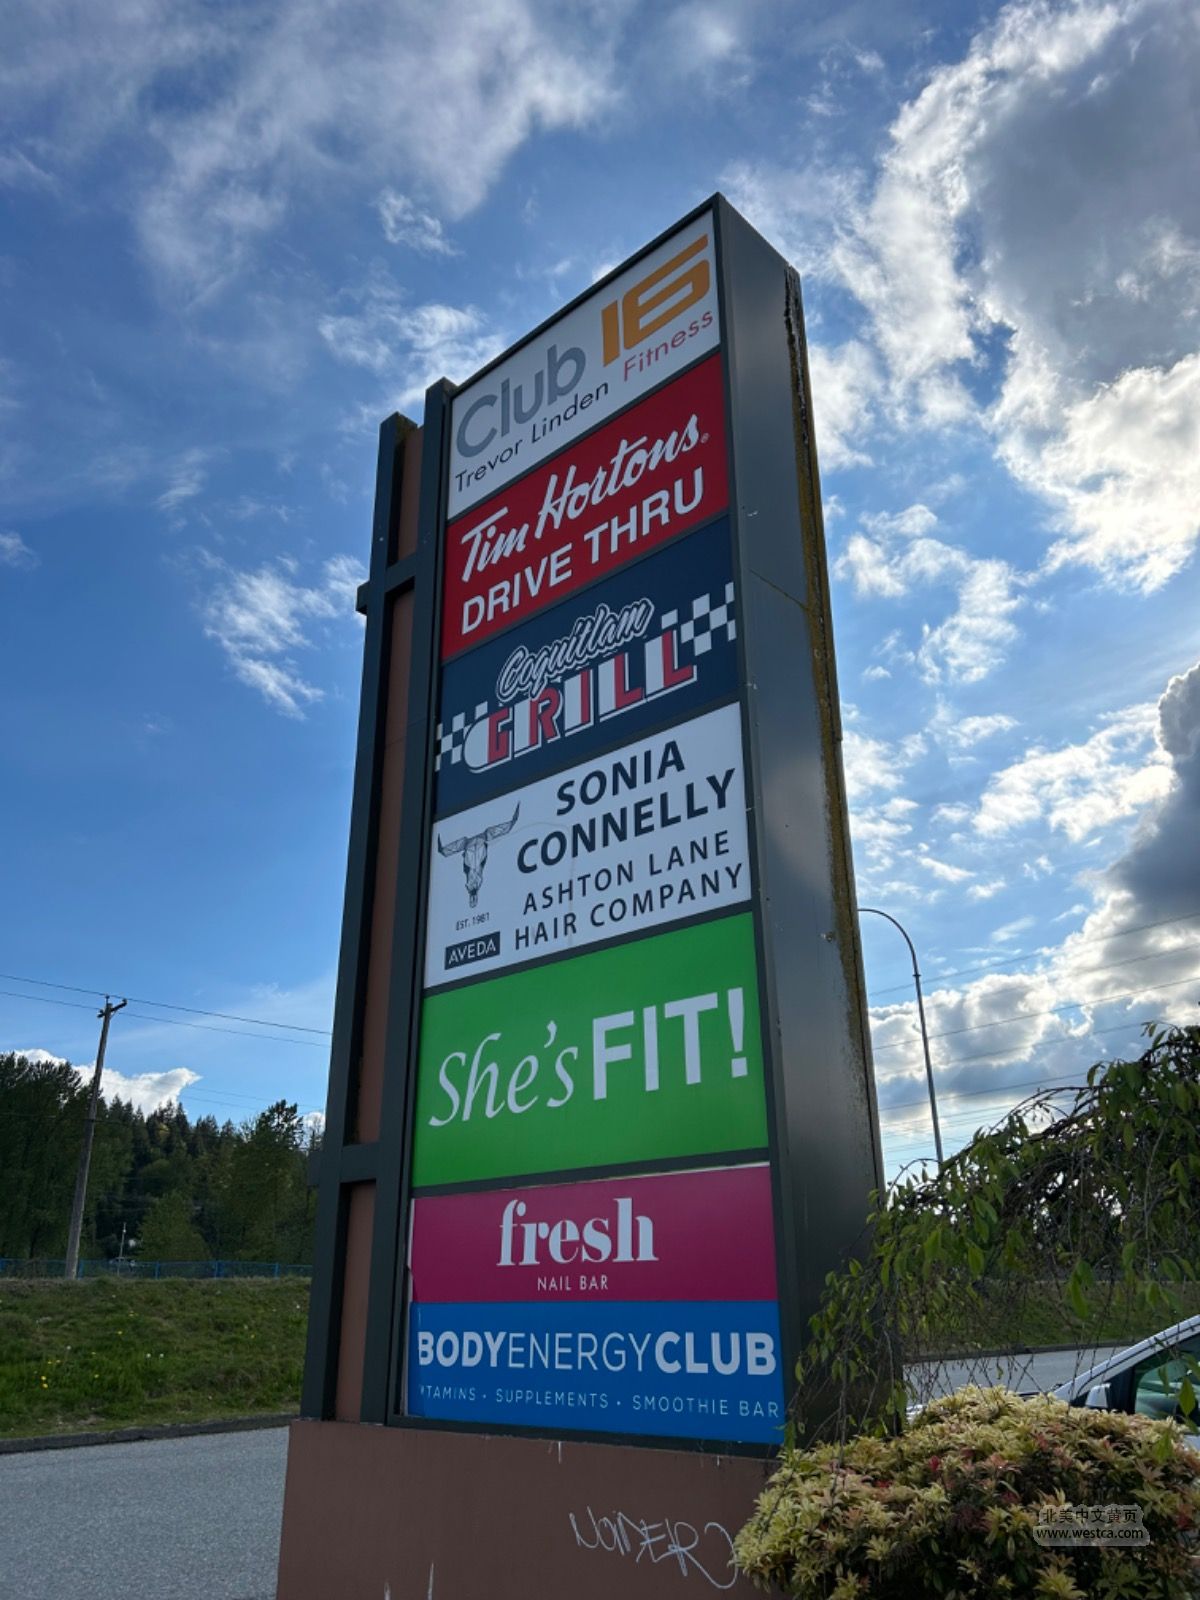 Club 16
Trevor Linden Fitness
Tim Hortons®
DRIVE THRU
Coquitlam
GRILL
SONIA
CONNELLY
ASHTON LANE
HAIR COMPANY
EST. 1981
AVEDA
She's FIT!
fresh
NAIL BAR
BODYENERGYCLUB
VITAMINS • SUPPLEMENTS • SMOOTHIE BAR
北美中文黄页
www.westca.com